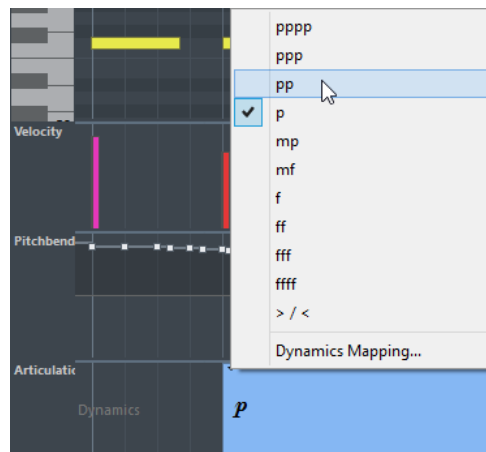 pppp
ppp
pp
p
mp
mf
f
ff
fff
ffff
> / <
Dynamics Mapping...
Velocity
Pitchbend
Articulatic
Dynamics
p